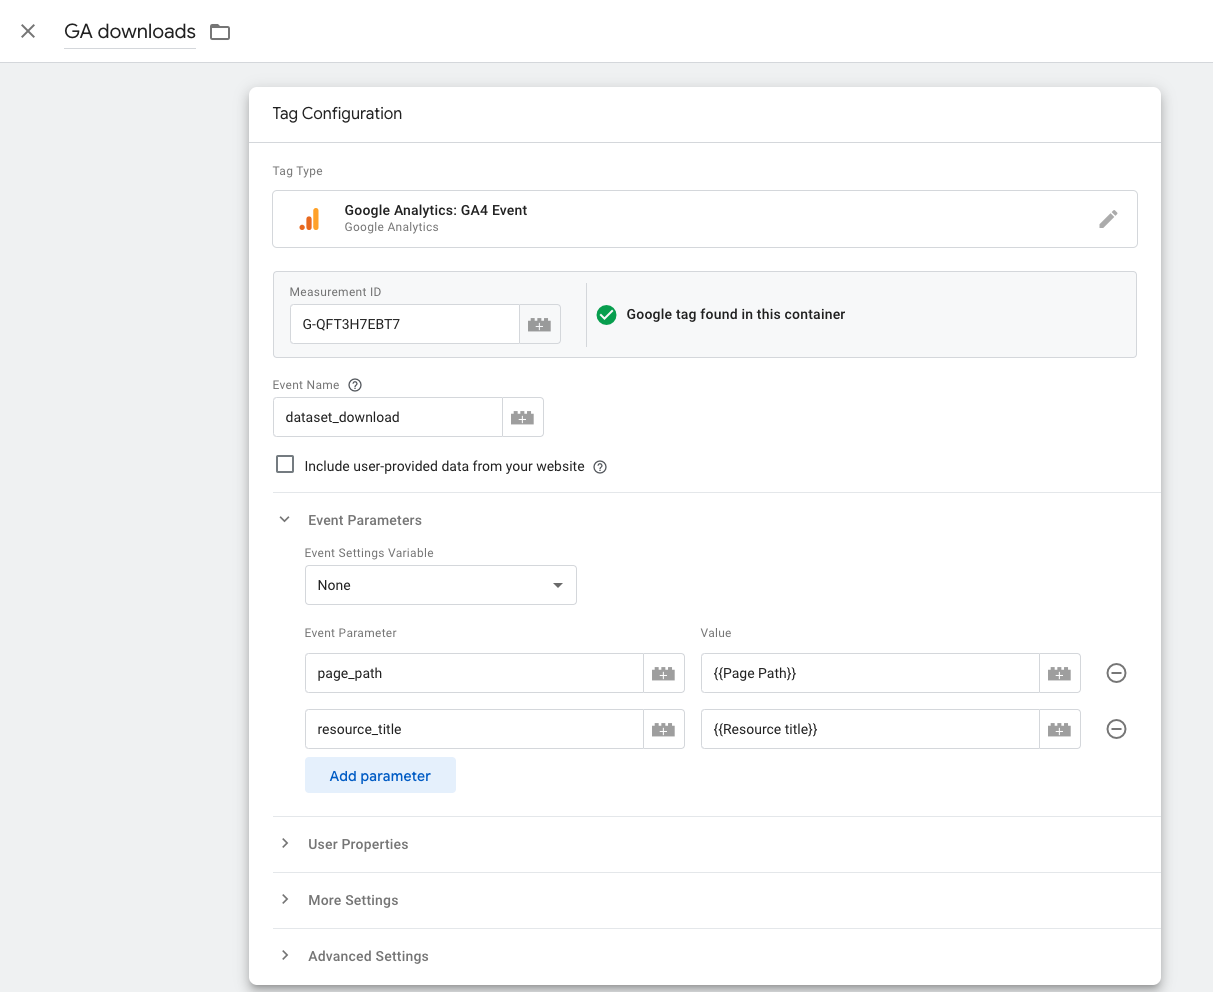 GA downloads
Tag Configuration
Tag Type
Google Analytics: GA4 Event
Google Analytics
Measurement ID
G-QFT3H7EBT7
Google tag found in this container
Event Name
dataset_download
Include user-provided data from your website
Event Parameters
Event Settings Variable
None
Event Parameter Value
page_path {{Page Path}}
resource_title {{Resource title}}
Add parameter
User Properties
More Settings
Advanced Settings